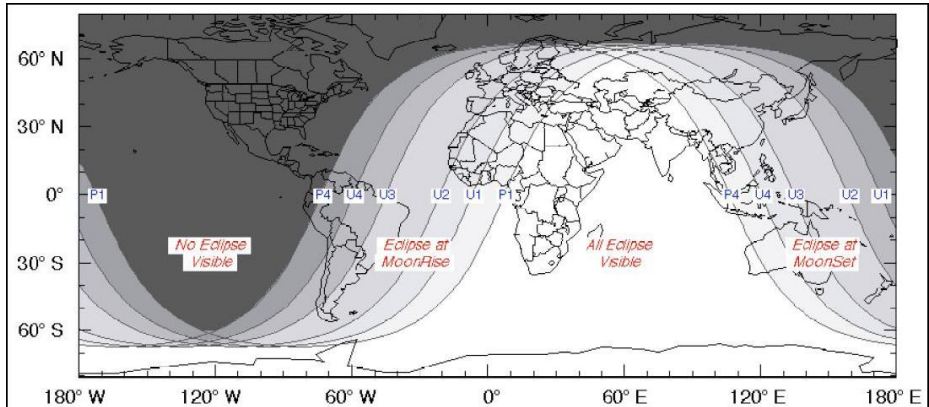 60° N
30° N
P1 P4 U4 U3 U2 U1 P1 P4 U4 U3 U2 U1
0°
No Eclipse
Visible
Eclipse at
MoonRise
All Eclipse
Visible
Eclipse at
MoonSet
30° S
60° S
180° W 120° W 60° W 0° 60° E 120° E 180° E